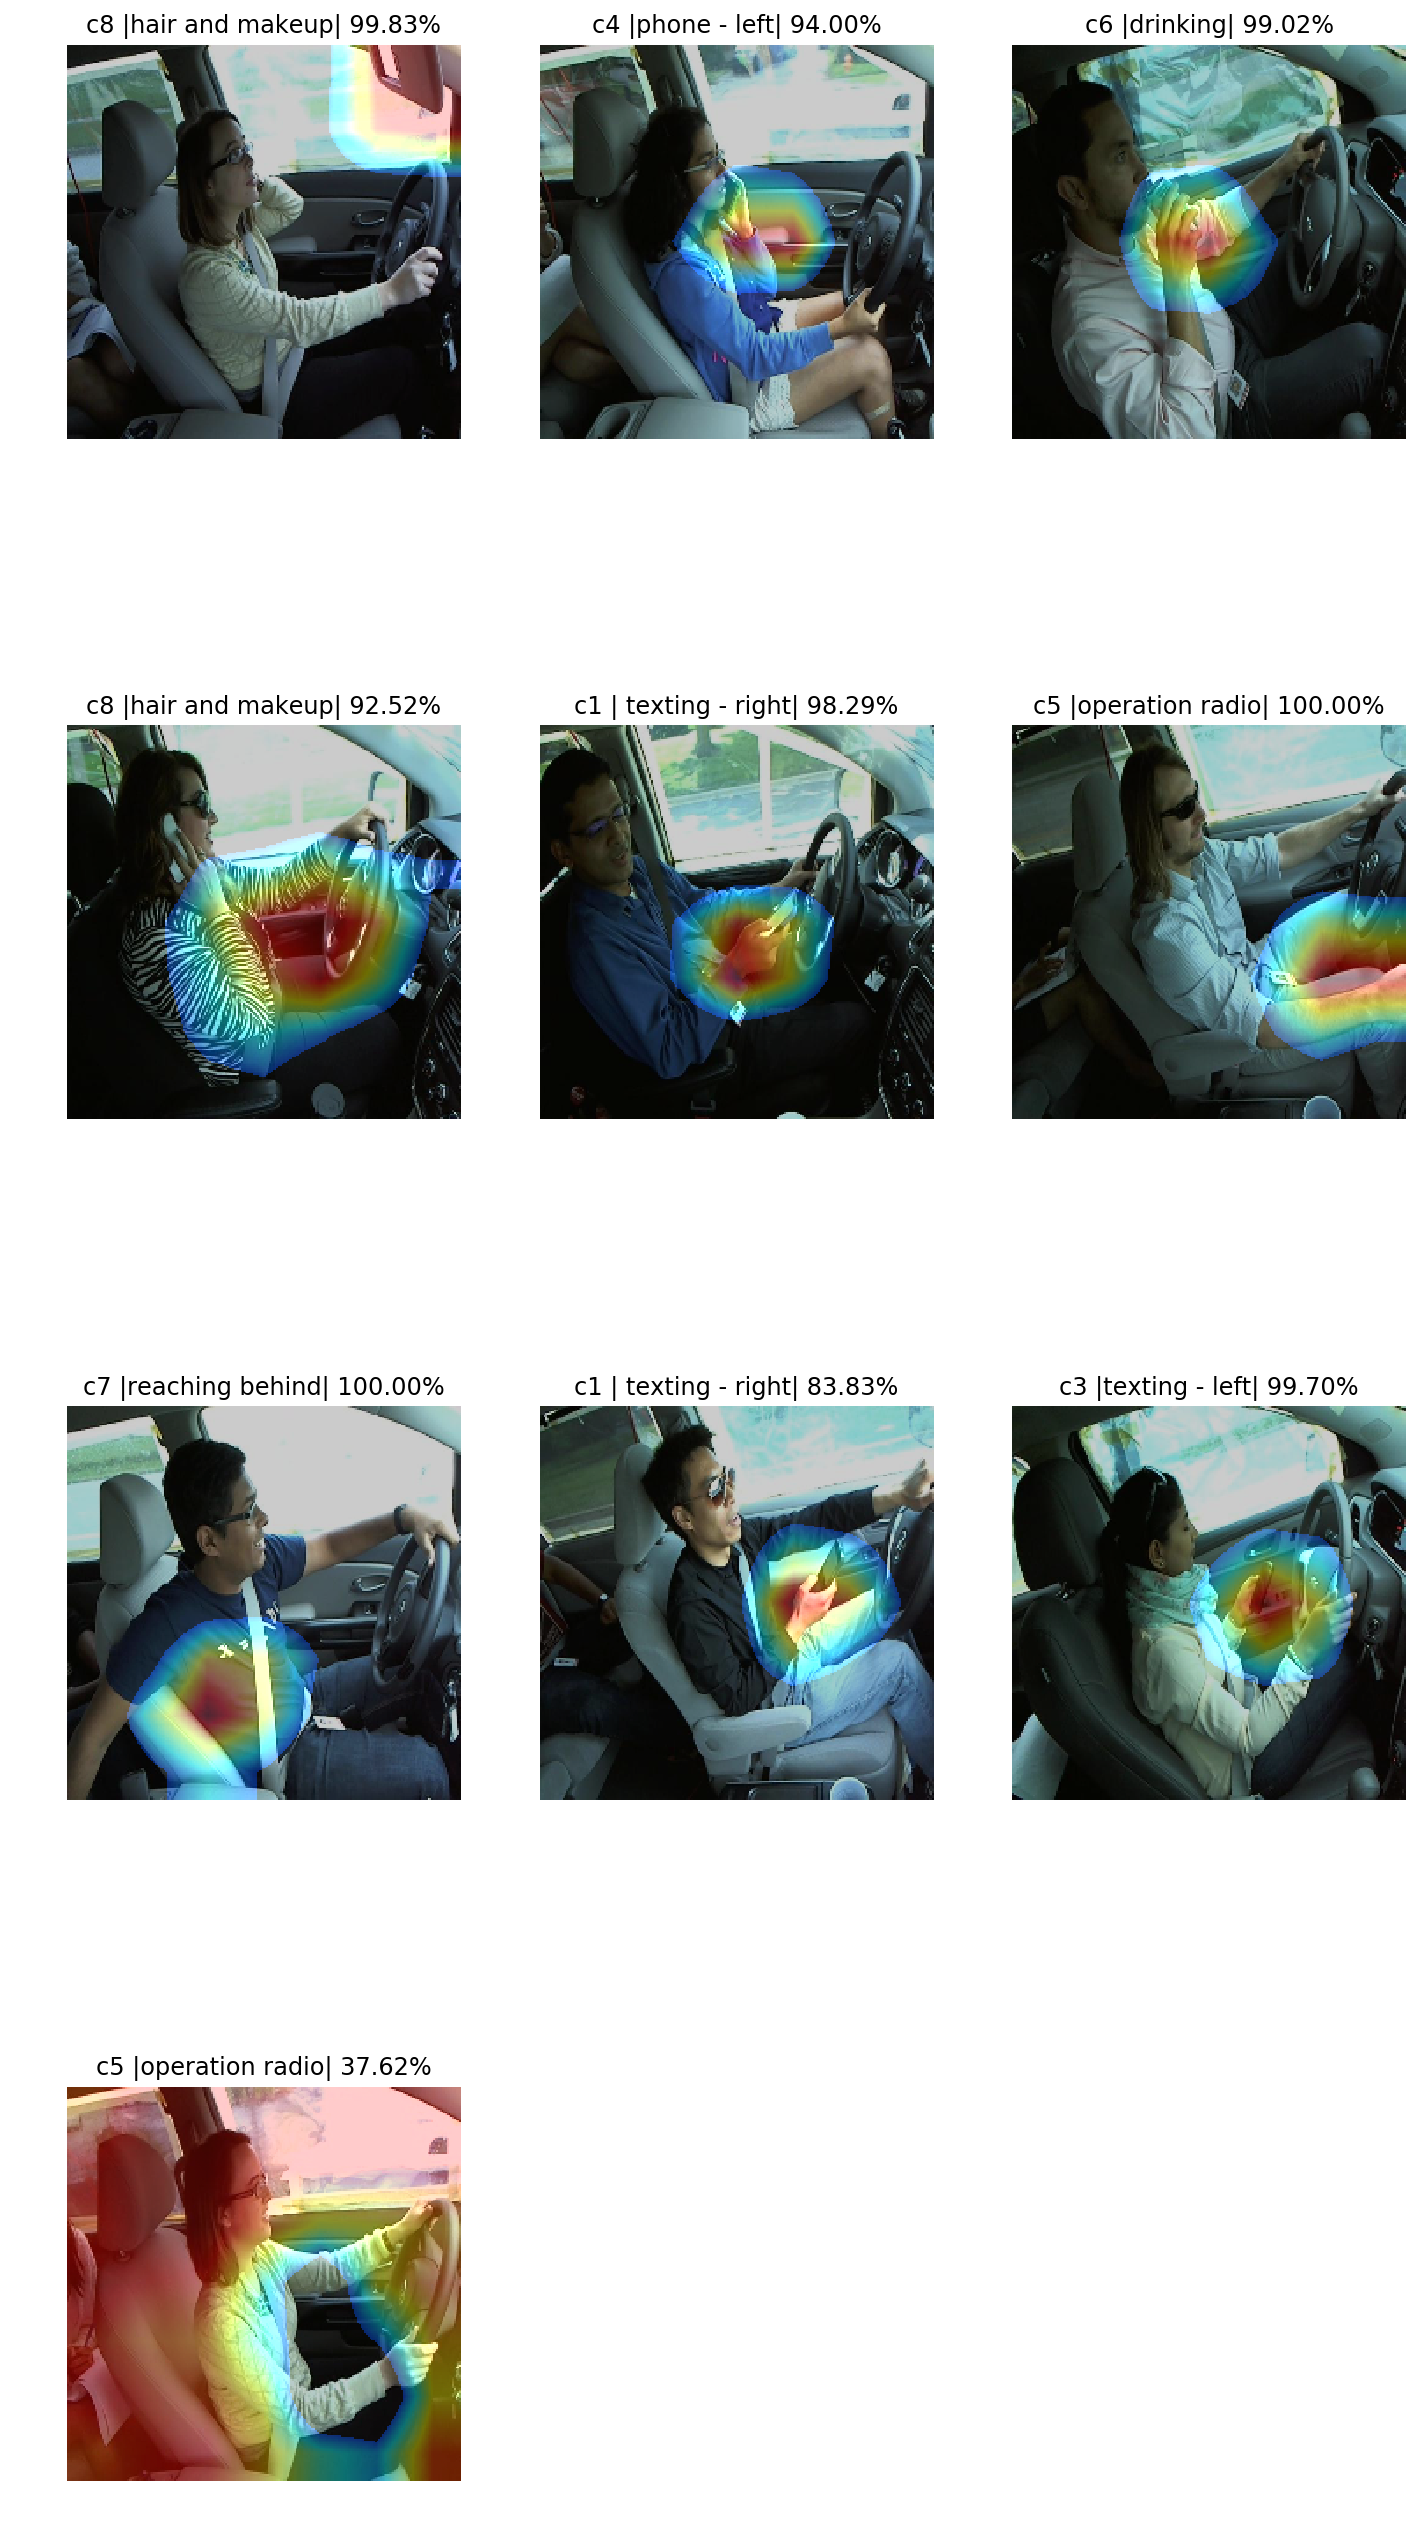 c8 |hair and makeup| 99.83%
c4 |phone - left| 94.00%
c6 |drinking| 99.02%
c8 |hair and makeup| 92.52%
c1 | texting - right| 98.29%
c5 |operation radio| 100.00%
c7 |reaching behind| 100.00%
c1 | texting - right| 83.83%
c3 |texting - left| 99.70%
c5 |operation radio| 37.62%